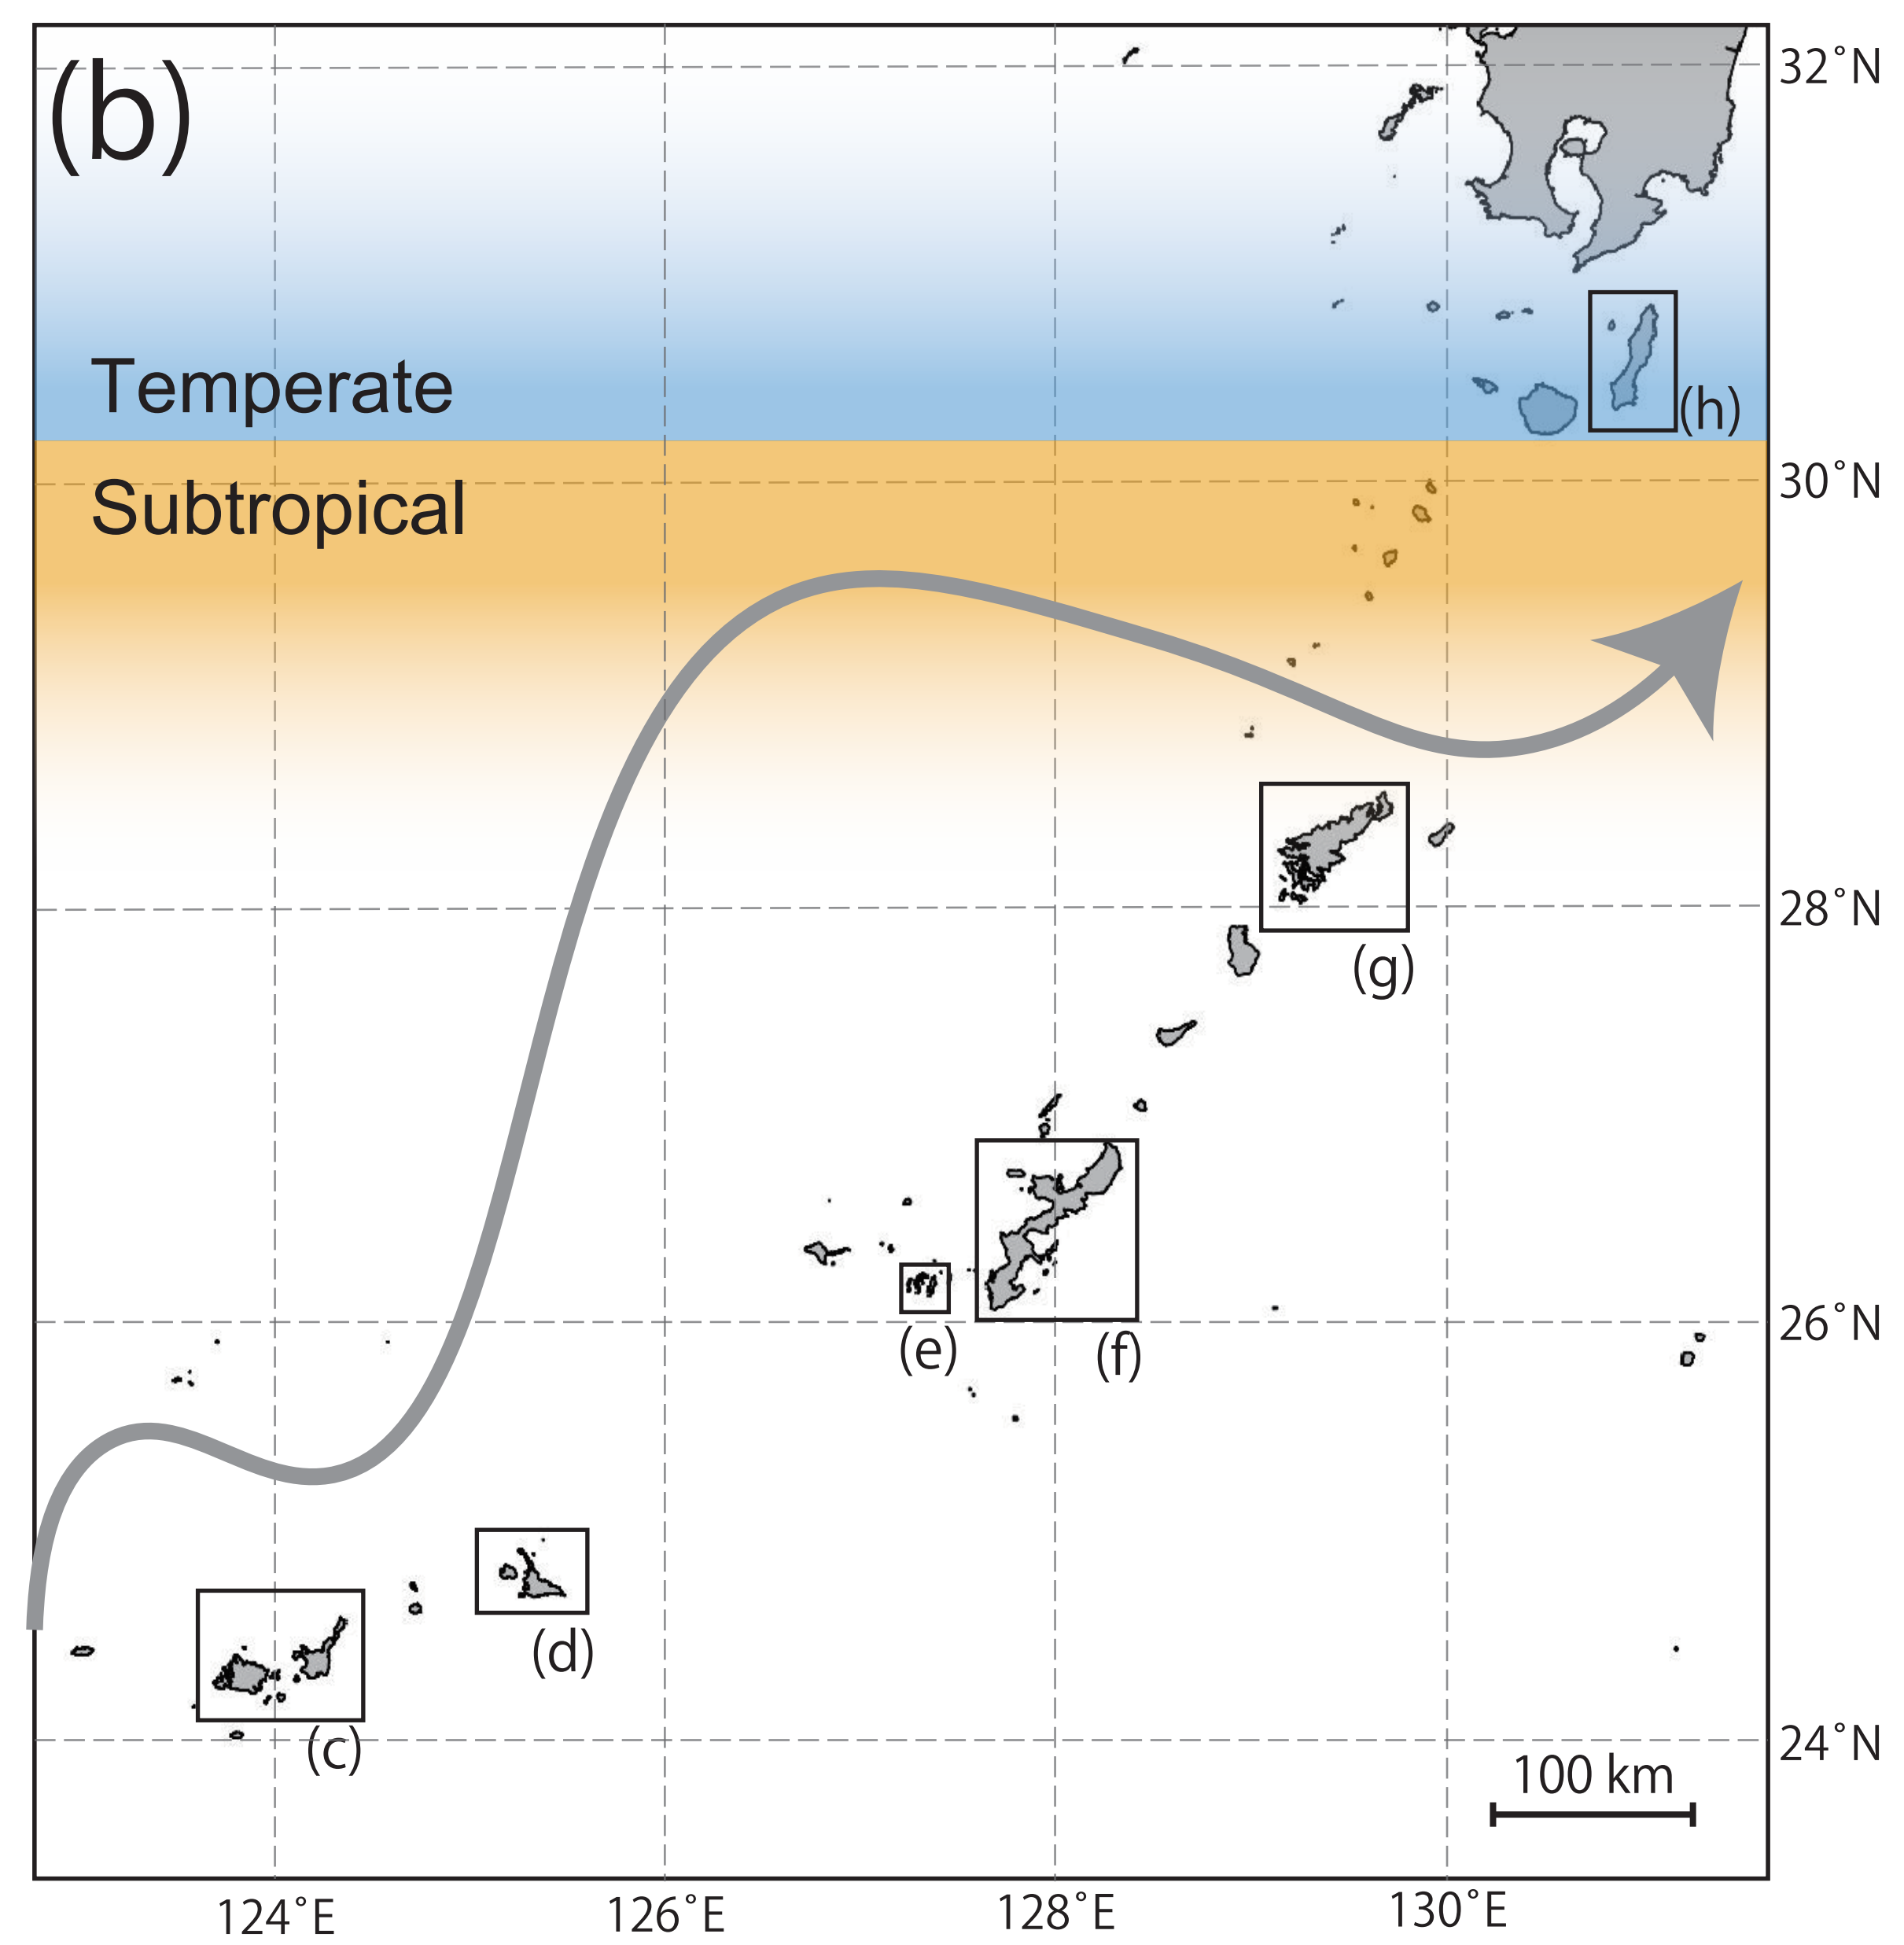 (b)
32°N
Temperate
(h)
Subtropical
30°N
28°N
(g)
26°N
(e)
(f)
(d)
(c)
24°N
100 km
124°E
126°E
128°E
130°E